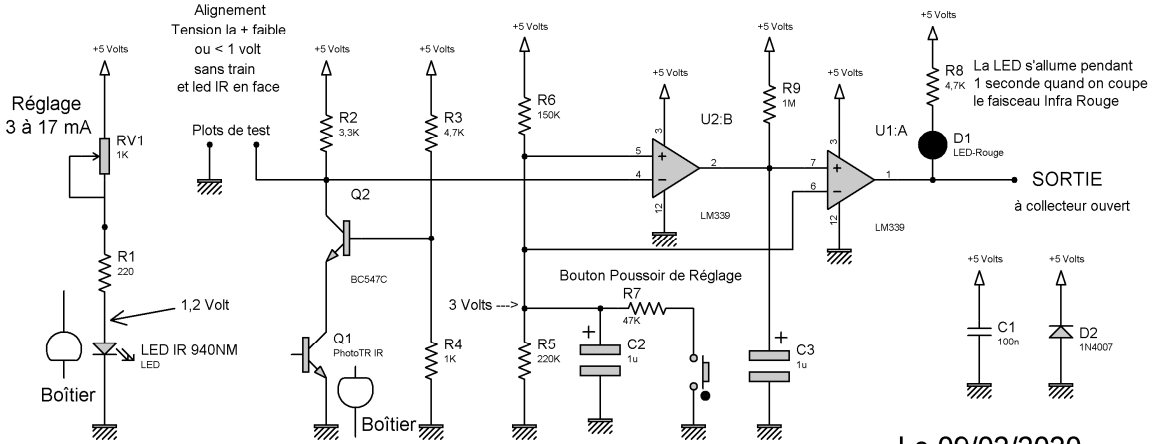 Alignement
Tension la + faible
ou < 1 volt
sans train
et led IR en face
+5 Volts
Réglage
3 à 17 mA
RV1
1K
R1
220
1,2 Volt
LED IR 940NM
LED
Boîtier
Plots de test
+5 Volts
R2
3,3K
Q2
BC547C
Q1
PhotoTR IR
Boîtier
+5 Volts
R3
4,7K
R4
1K
+5 Volts
R6
150K
3 Volts --->
R5
220K
Bouton Poussoir de Réglage
R7
47K
+
C2
1u
+5 Volts
U2:B
3
5
+
4
−
2
12
LM339
+5 Volts
R9
1M
+
C3
1u
+5 Volts
U1:A
3
7
+
6
−
1
12
LM339
+5 Volts
R8
4,7K
La LED s'allume pendant
1 seconde quand on coupe
le faisceau Infra Rouge
D1
LED-Rouge
SORTIE
à collecteur ouvert
+5 Volts
C1
100n
+5 Volts
D2
1N4007
Le 09/02/2020